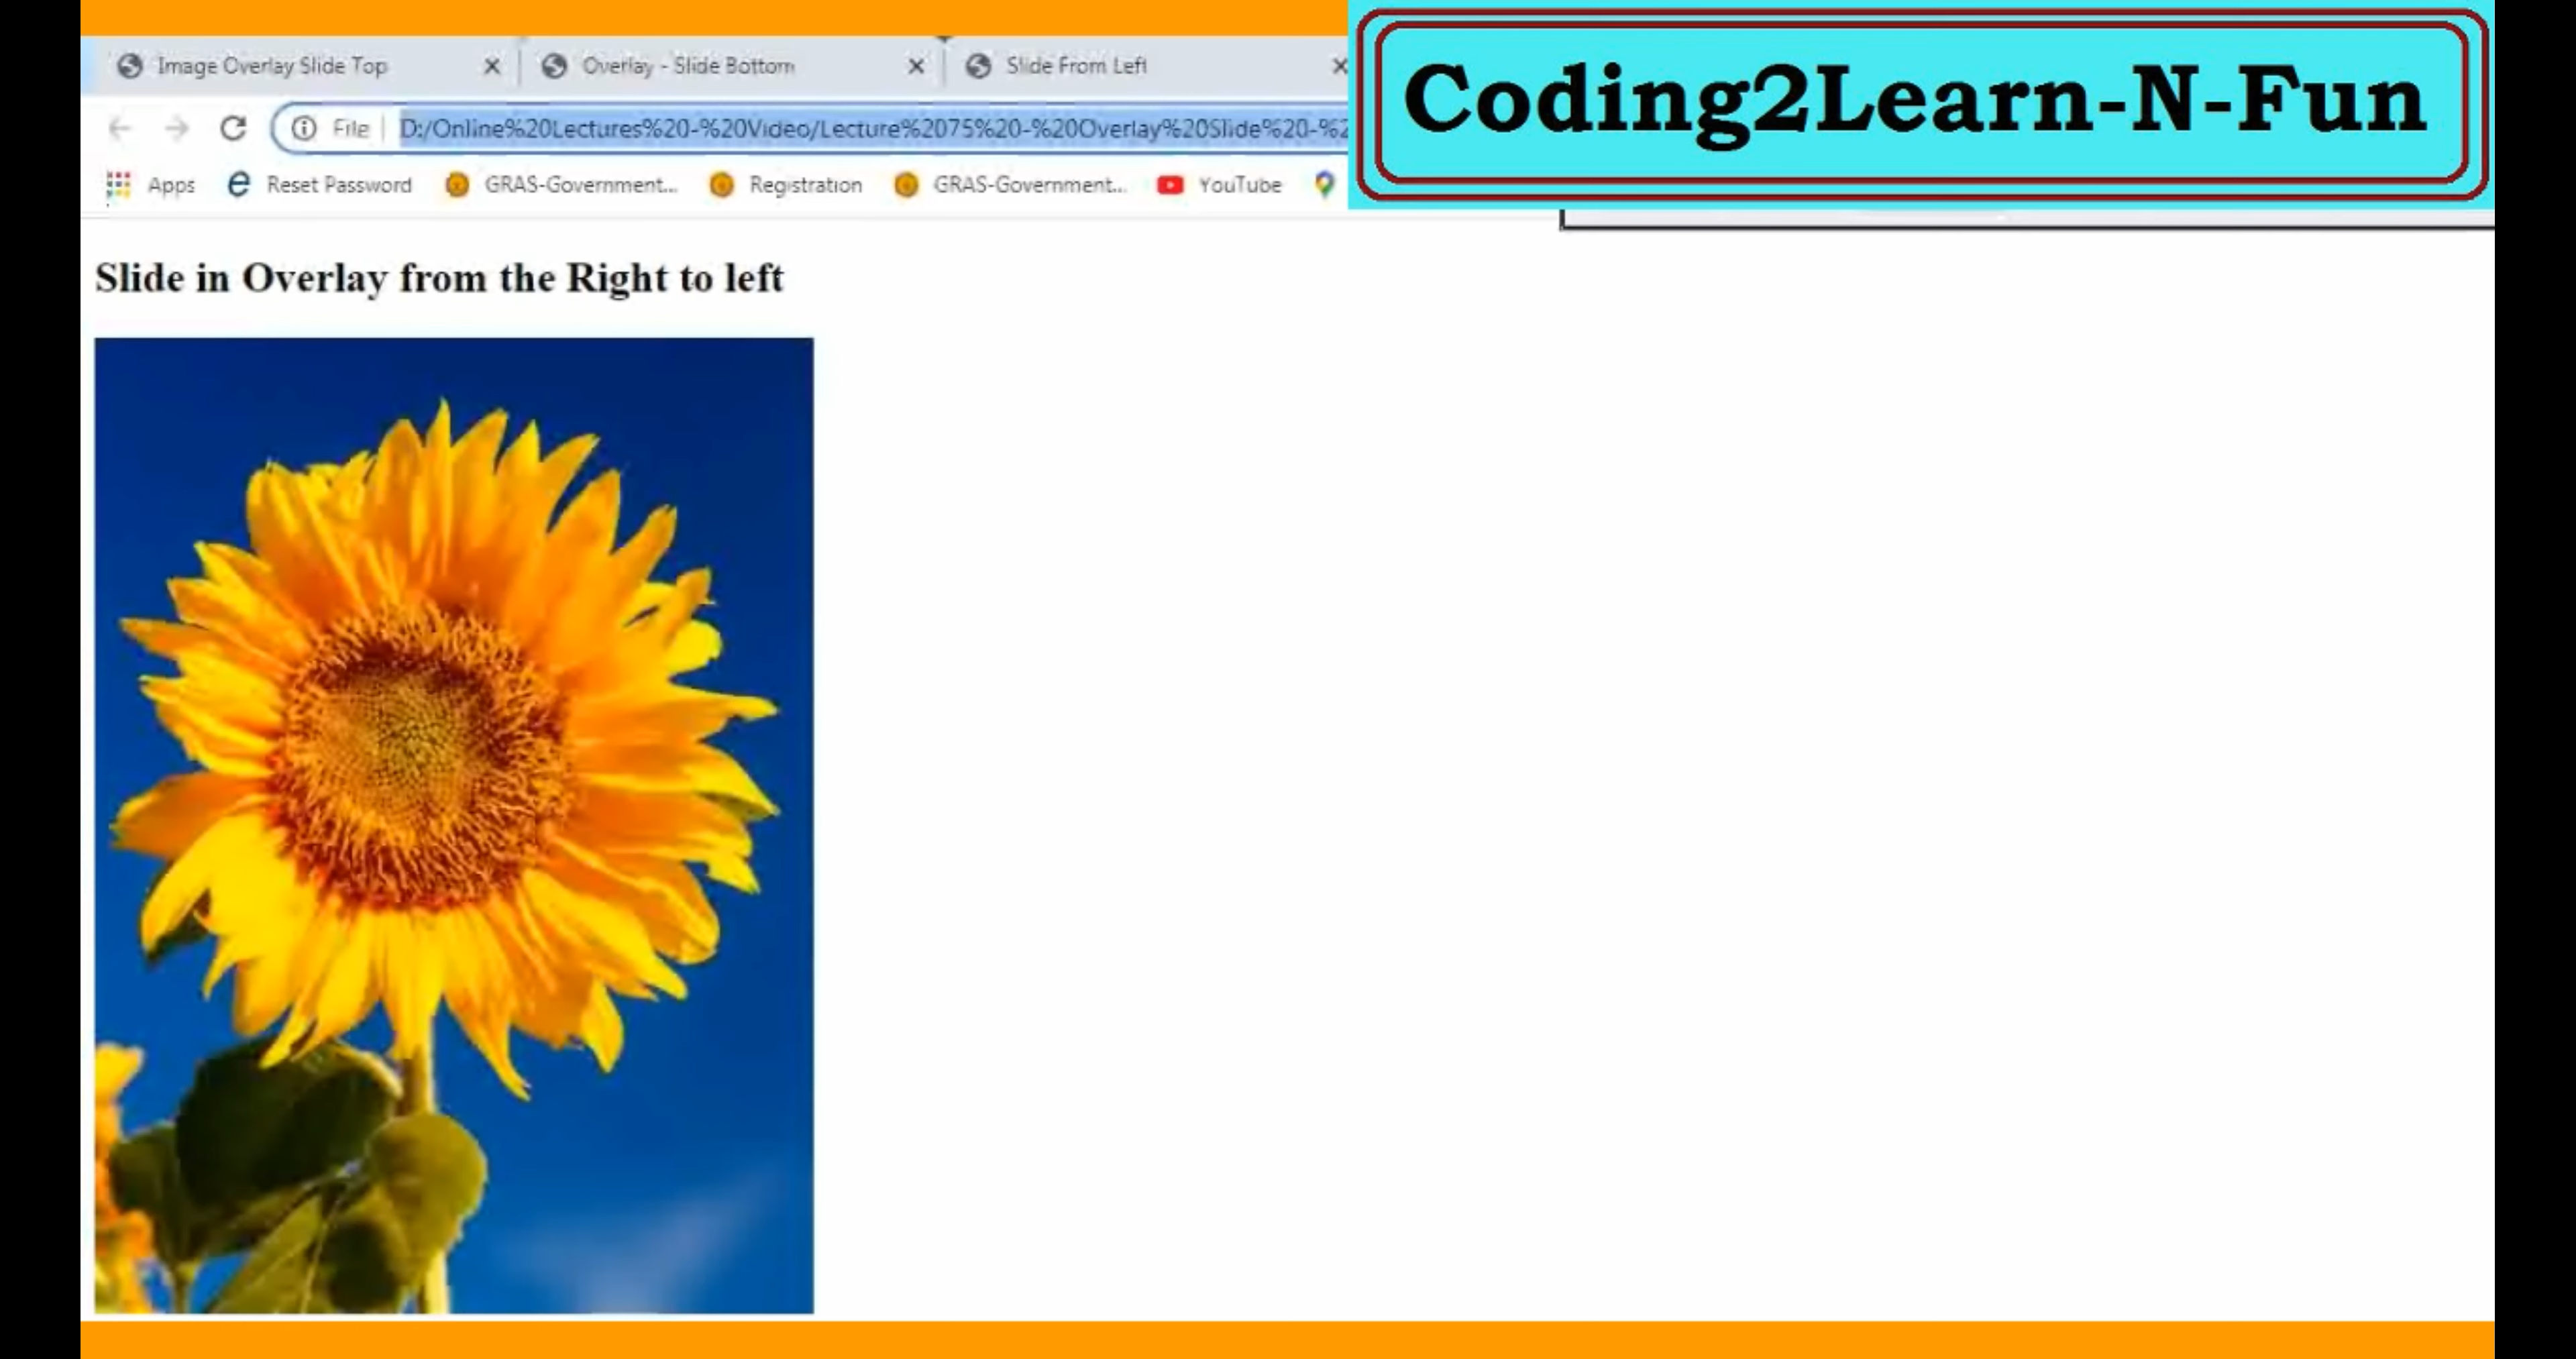 Image Overlay Slide Top
Overlay - Slide Bottom
Slide From Left
Coding2Learn-N-Fun
File D:/Online%20Lectures%20-%20Video/Lecture%2075%20-%20Overlay%20Slide%20-%2
Apps Reset Password GRAS-Government... Registration GRAS-Government... YouTube
Slide in Overlay from the Right to left